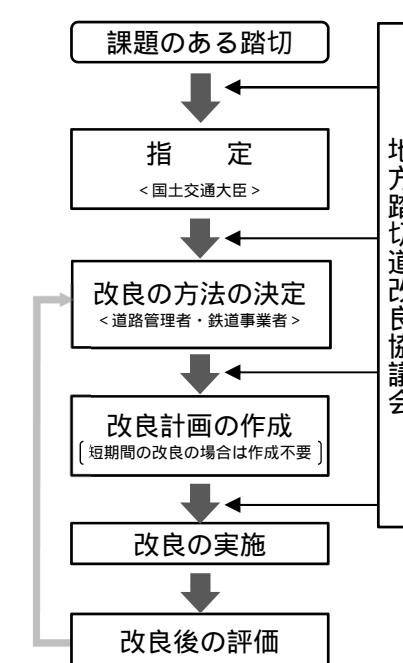 課題のある踏切
指　定
<国土交通大臣>
改良の方法の決定
<道路管理者・鉄道事業者>
改良計画の作成
〔短期間の改良の場合は作成不要〕
改良の実施
改良後の評価
地方踏切道改良協議会